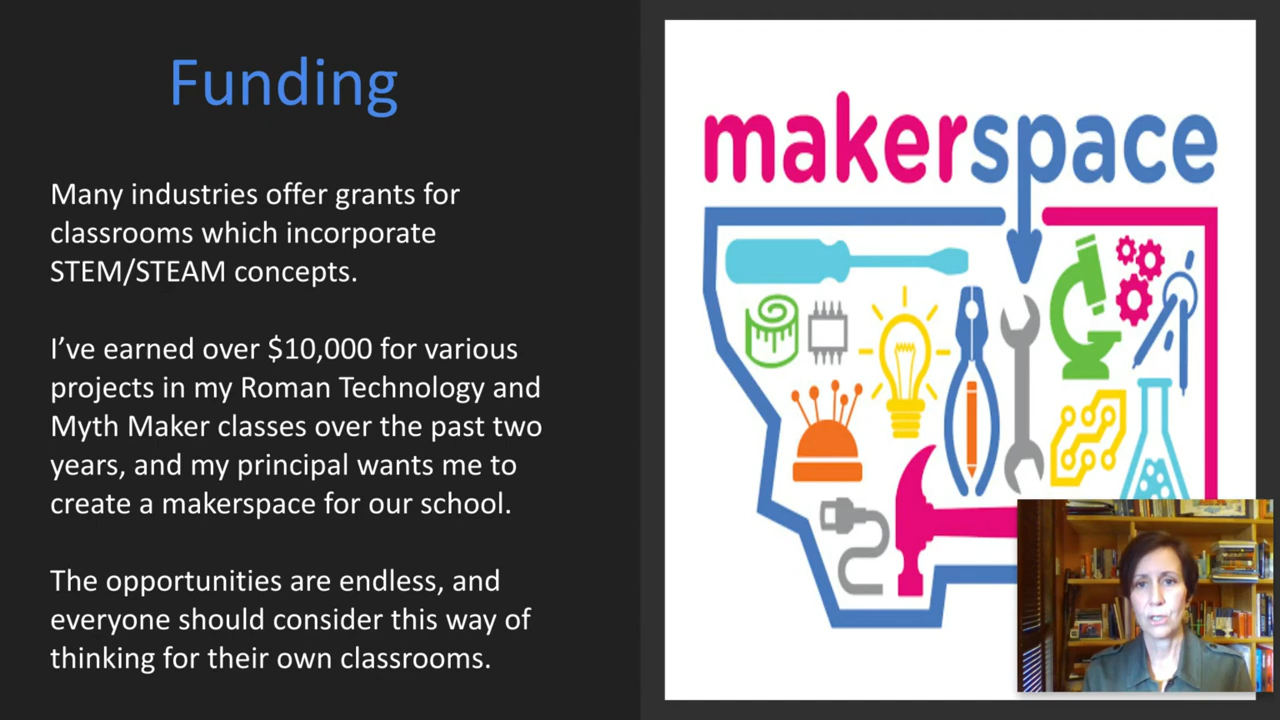 Funding
Many industries offer grants for
classrooms which incorporate
STEM/STEAM concepts.
I’ve earned over $10,000 for various
projects in my Roman Technology and
Myth Maker classes over the past two
years, and my principal wants me to
create a makerspace for our school.
The opportunities are endless, and
everyone should consider this way of
thinking for their own classrooms.
makerspace